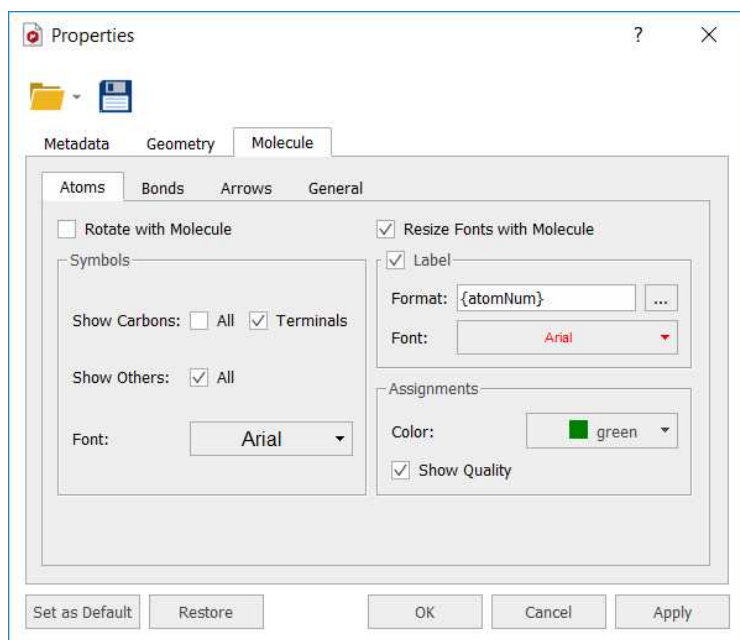 Properties
?
Metadata Geometry Molecule
Atoms Bonds Arrows General
Rotate with Molecule
Resize Fonts with Molecule
Symbols
Show Carbons: All Terminals
Show Others: All
Font: Arial
Label
Format: {atomNum} ...
Font: Arial
Assignments
Color: green
Show Quality
Set as Default Restore OK Cancel Apply